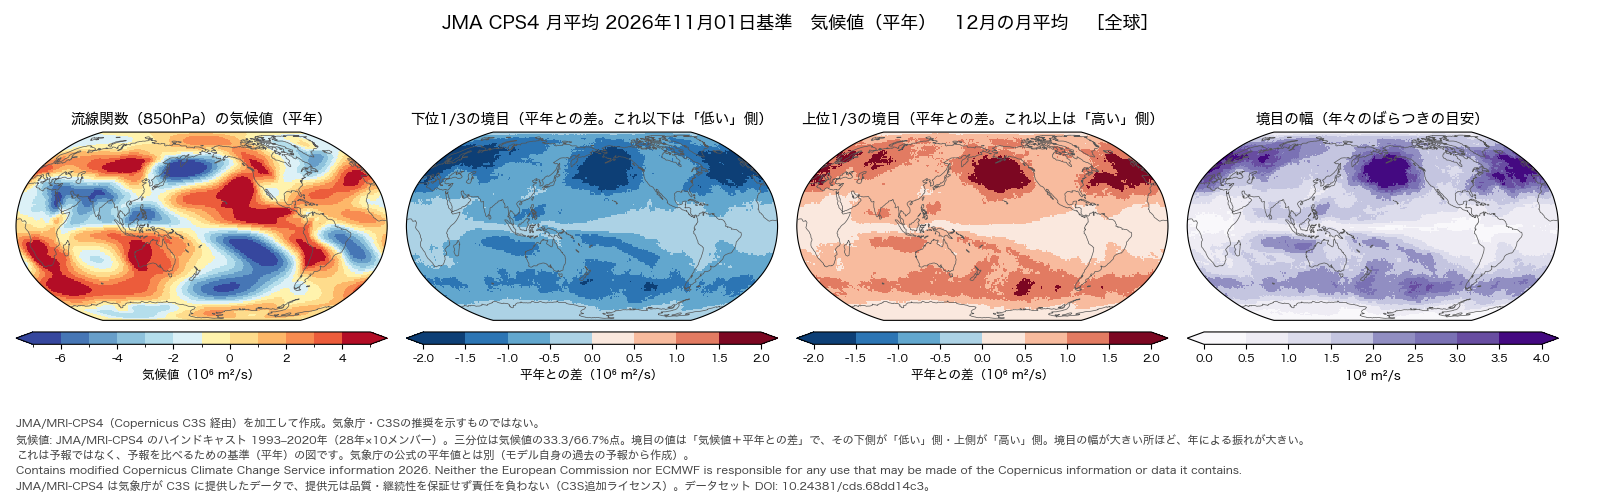 JMA CPS4 月平均 2026年11月01日基準　気候値（平年）　12月の月平均　［全球］
流線関数（850hPa）の気候値（平年）
下位1/3の境目（平年との差。これ以下は「低い」側）
上位1/3の境目（平年との差。これ以上は「高い」側）
境目の幅（年々のばらつきの目安）
-6 -4 -2 0 2 4
-2.0 -1.5 -1.0 -0.5 0.0 0.5 1.0 1.5 2.0
-2.0 -1.5 -1.0 -0.5 0.0 0.5 1.0 1.5 2.0
0.0 0.5 1.0 1.5 2.0 2.5 3.0 3.5 4.0
気候値（10⁶ m²/s）
平年との差（10⁶ m²/s）
平年との差（10⁶ m²/s）
10⁶ m²/s
JMA/MRI-CPS4（Copernicus C3S 経由）を加工して作成。気象庁・C3Sの推奨を示すものではない。
気候値: JMA/MRI-CPS4 のハインドキャスト 1993–2020年（28年×10メンバー）。三分位は気候値の33.3/66.7%点。境目の値は「気候値＋平年との差」で、その下側が「低い」側・上側が「高い」側。境目の幅が大きい所ほど、年による振れが大きい。
これは予報ではなく、予報を比べるための基準（平年）の図です。気象庁の公式の平年値とは別（モデル自身の過去の予報から作成）。
Contains modified Copernicus Climate Change Service information 2026. Neither the European Commission nor ECMWF is responsible for any use that may be made of the Copernicus information or data it contains.
JMA/MRI-CPS4 は気象庁が C3S に提供したデータで、提供元は品質・継続性を保証せず責任を負わない（C3S追加ライセンス）。データセット DOI: 10.24381/cds.68dd14c3。